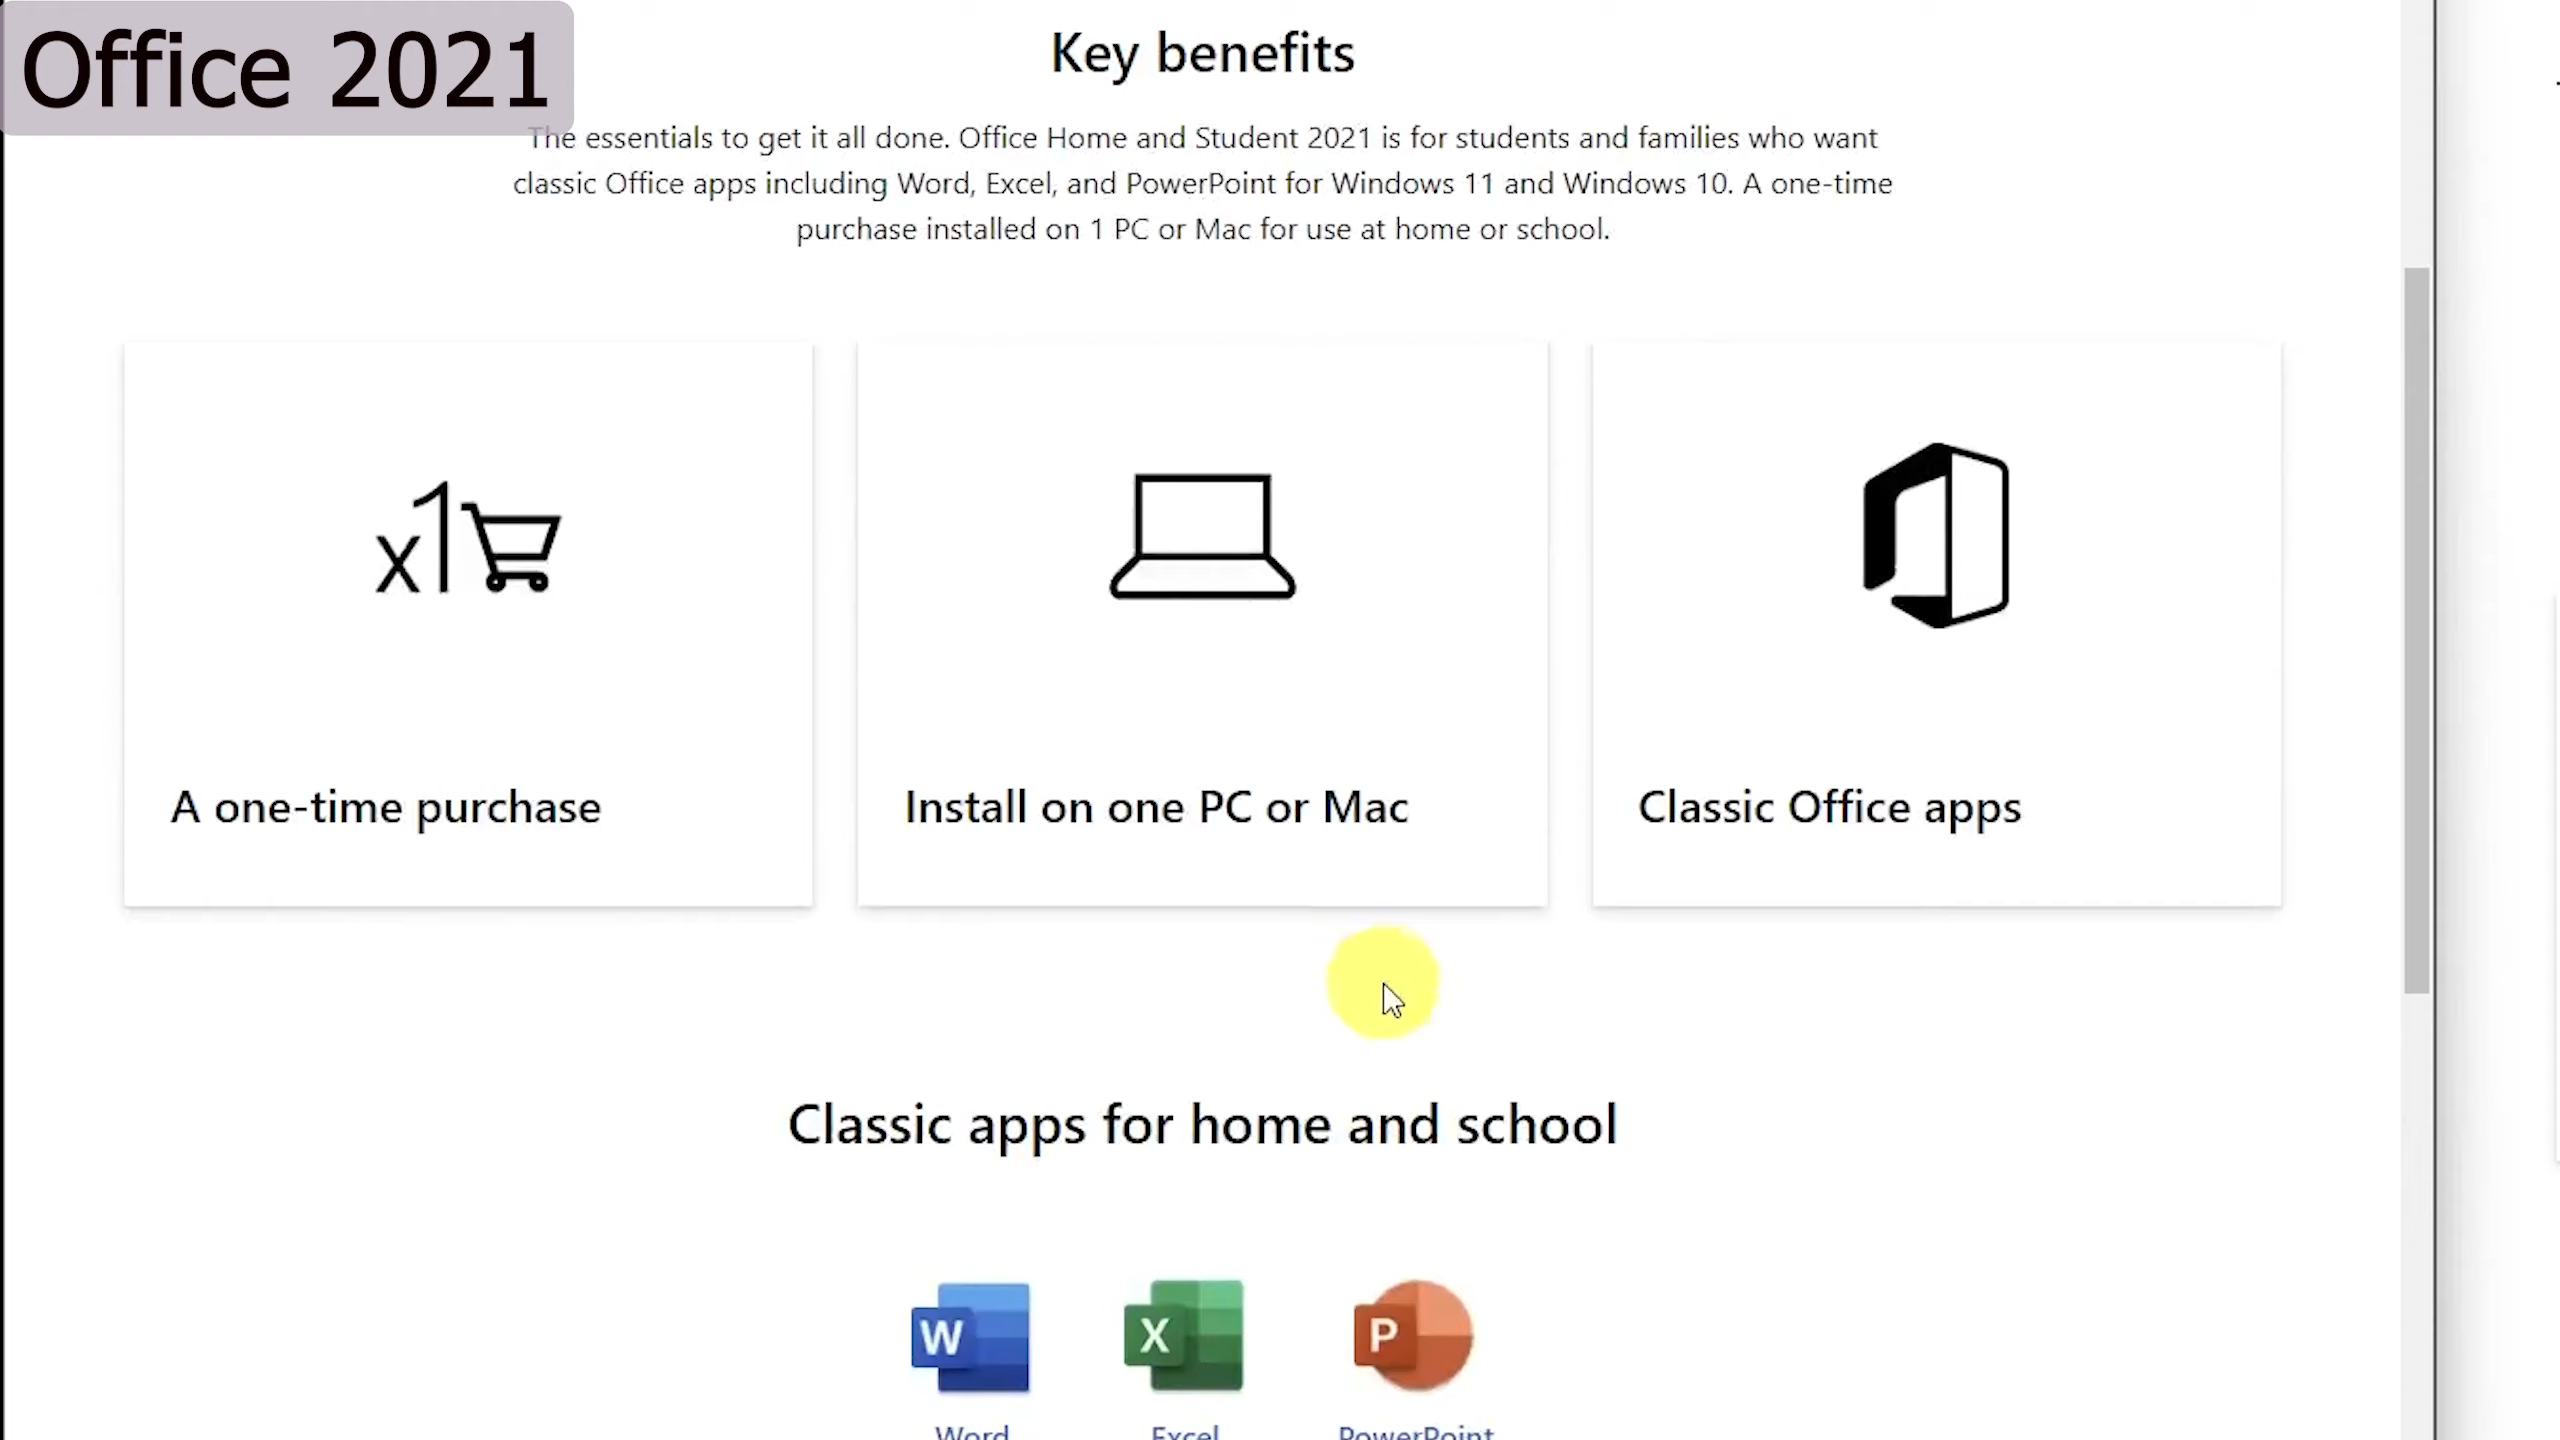 Office 2021
Key benefits
The essentials to get it all done. Office Home and Student 2021 is for students and families who want
classic Office apps including Word, Excel, and PowerPoint for Windows 11 and Windows 10. A one-time
purchase installed on 1 PC or Mac for use at home or school.
x1
A one-time purchase
Install on one PC or Mac
Classic Office apps
Classic apps for home and school
W
X
P
Word
Excel
PowerPoint